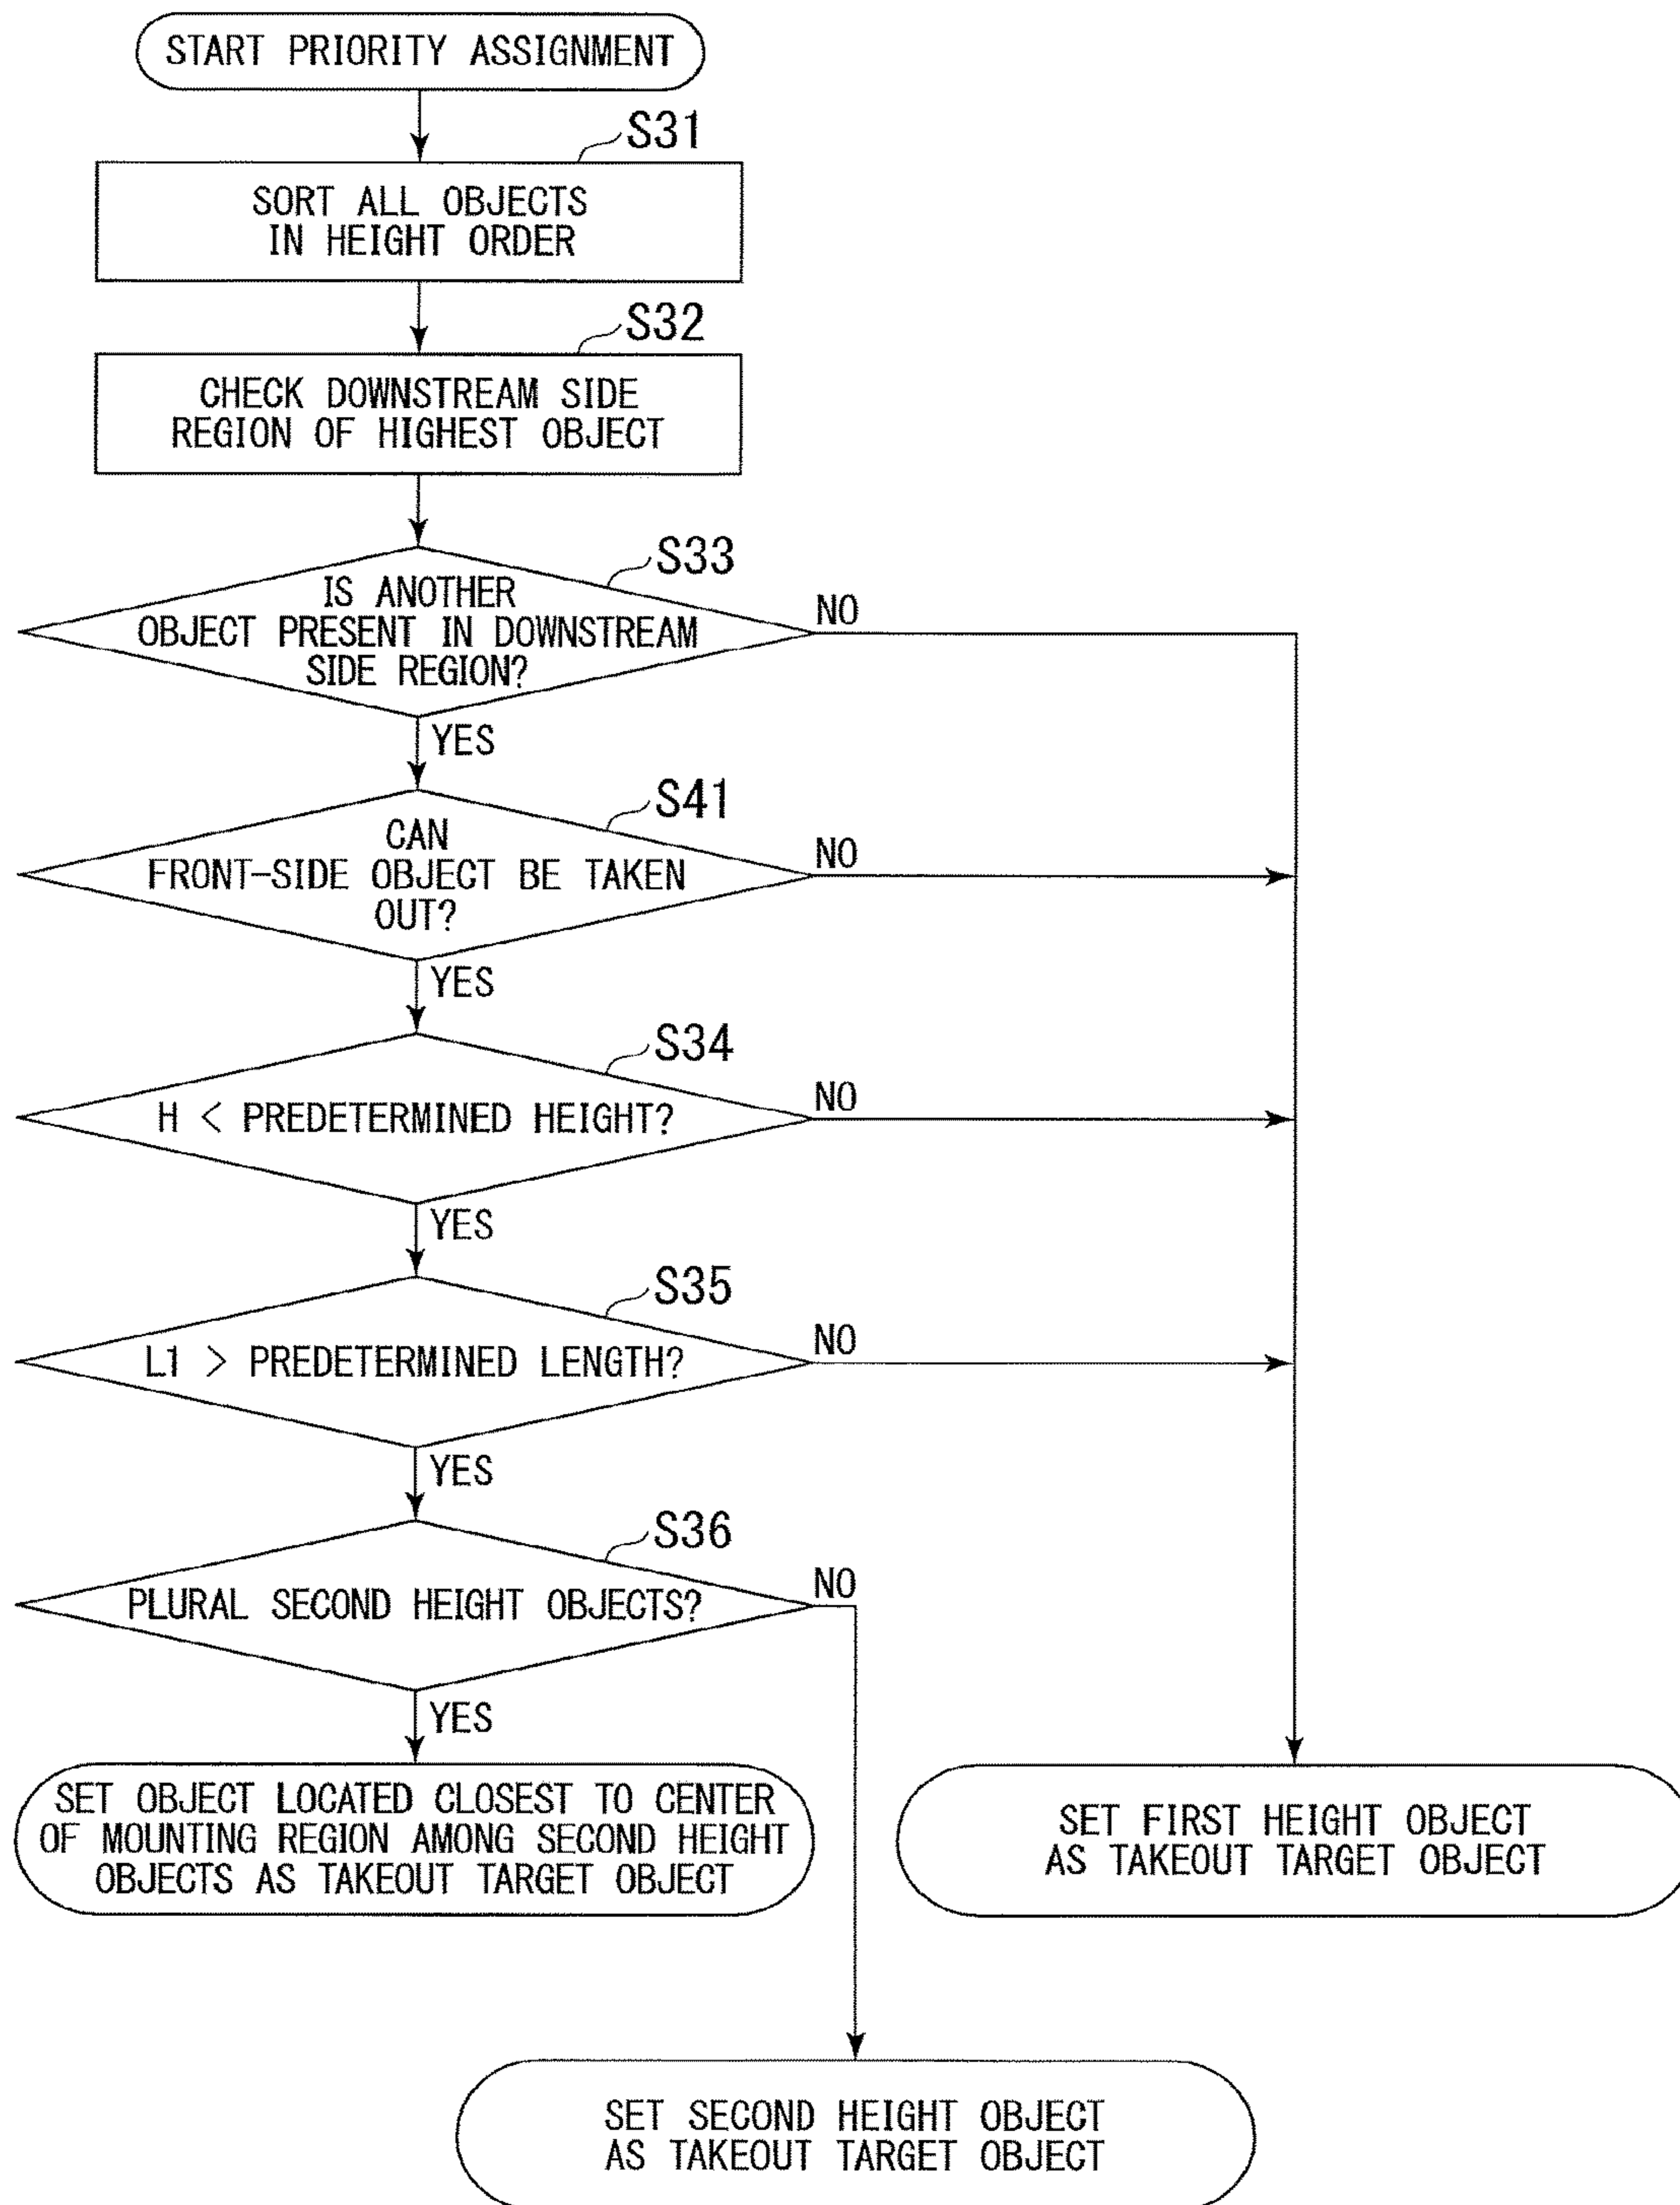 START PRIORITY ASSIGNMENT
S31
SORT ALL OBJECTS
IN HEIGHT ORDER
S32
CHECK DOWNSTREAM SIDE
REGION OF HIGHEST OBJECT
S33
IS ANOTHER
OBJECT PRESENT IN DOWNSTREAM
SIDE REGION?
NO
YES
S41
CAN
FRONT-SIDE OBJECT BE TAKEN
OUT?
NO
YES
S34
H < PREDETERMINED HEIGHT?
NO
YES
S35
L1 > PREDETERMINED LENGTH?
NO
YES
S36
PLURAL SECOND HEIGHT OBJECTS?
NO
YES
SET OBJECT LOCATED CLOSEST TO CENTER
OF MOUNTING REGION AMONG SECOND HEIGHT
OBJECTS AS TAKEOUT TARGET OBJECT
SET FIRST HEIGHT OBJECT
AS TAKEOUT TARGET OBJECT
SET SECOND HEIGHT OBJECT
AS TAKEOUT TARGET OBJECT